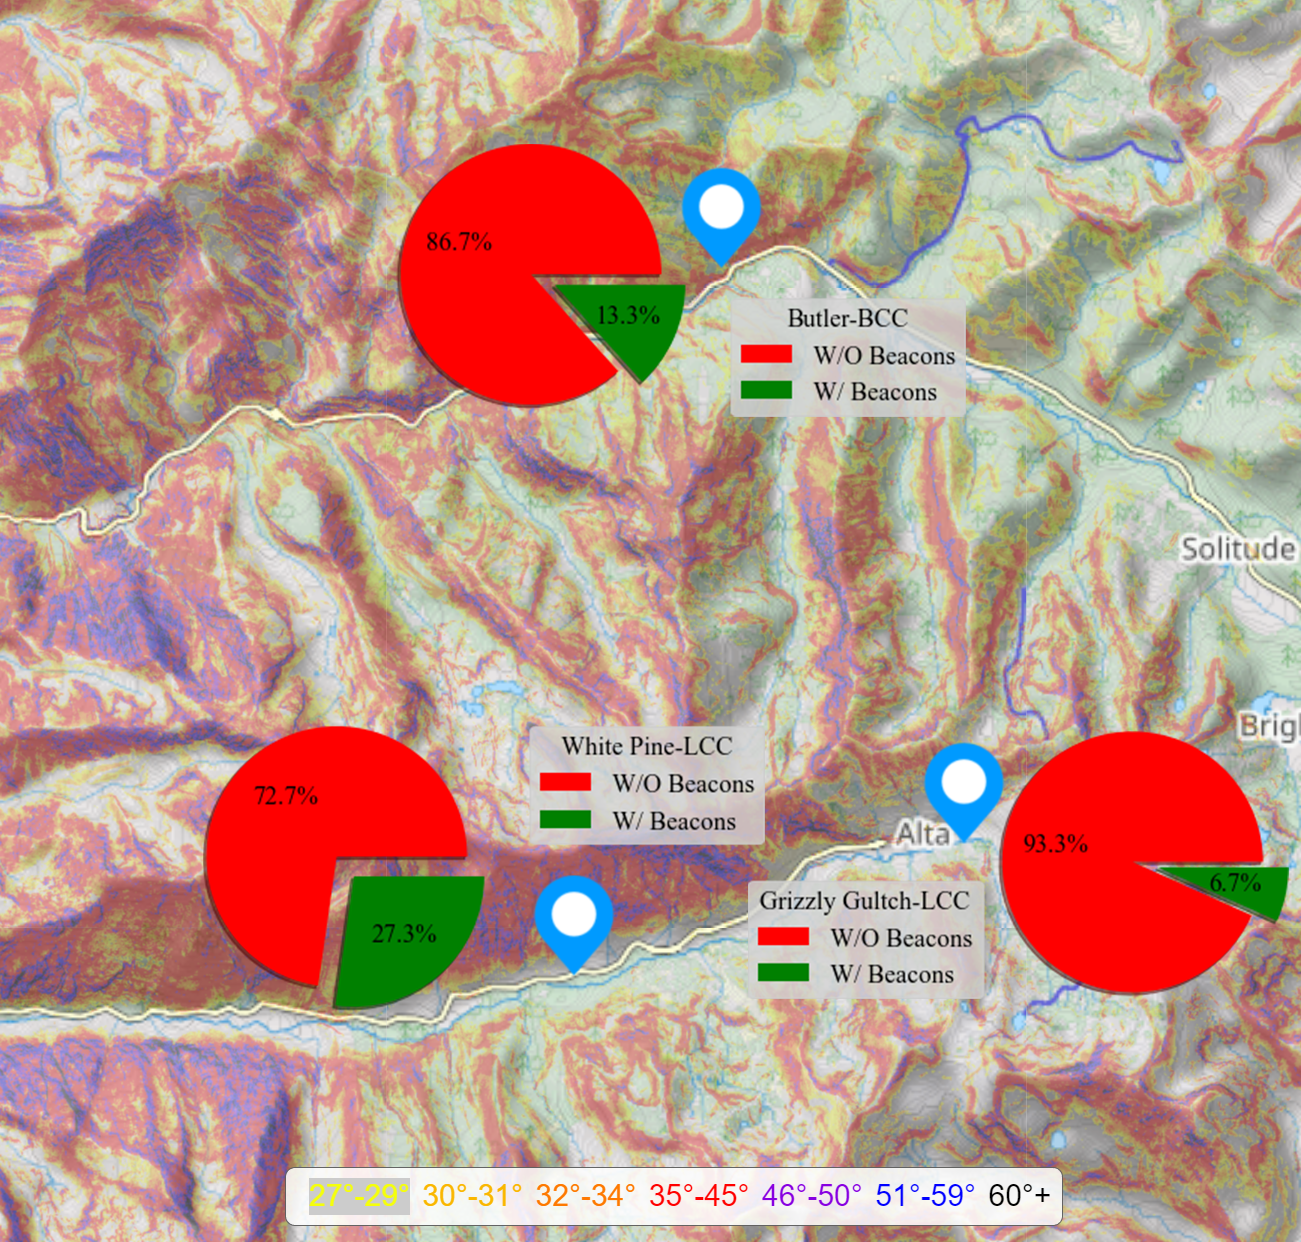 86.7%
13.3%
Butler-BCC
W/O Beacons
W/ Beacons
Solitude
Brig
White Pine-LCC
W/O Beacons
W/ Beacons
72.7%
27.3%
Alta
93.3%
6.7%
Grizzly Gultch-LCC
W/O Beacons
W/ Beacons
27°-29° 30°-31° 32°-34° 35°-45° 46°-50° 51°-59° 60°+